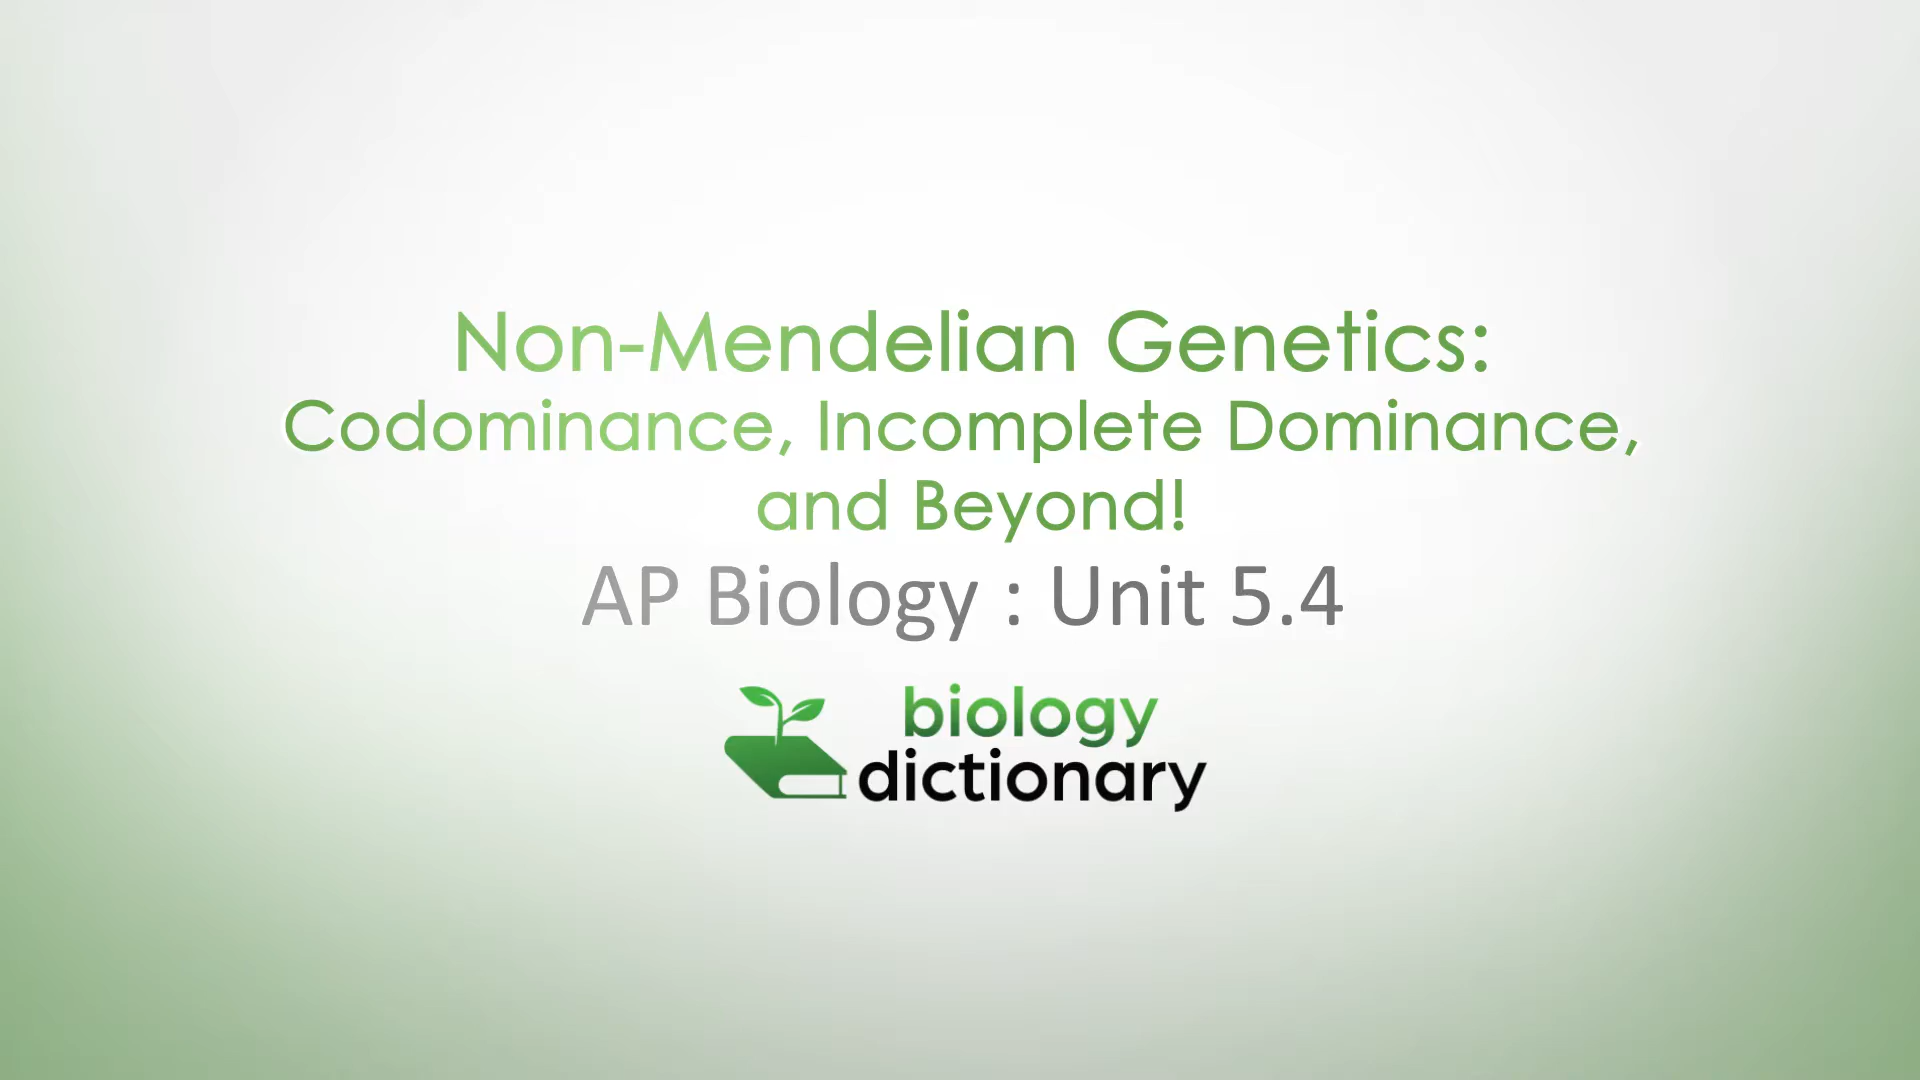 Non-Mendelian Genetics:
Codominance, Incomplete Dominance,
and Beyond!
AP Biology : Unit 5.4
biology
dictionary